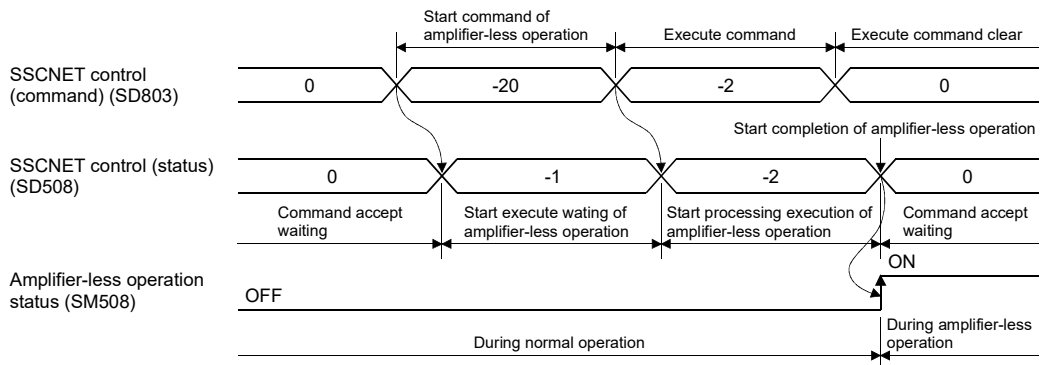 Start command of
amplifier-less operation
Execute command
Execute command clear
SSCNET control
(command) (SD803)
0
-20
-2
0
Start completion of amplifier-less operation
SSCNET control (status)
(SD508)
0
-1
-2
0
Command accept
waiting
Start execute wating of
amplifier-less operation
Start processing execution of
amplifier-less operation
Command accept
waiting
Amplifier-less operation
status (SM508)
OFF
ON
During normal operation
During amplifier-less
operation